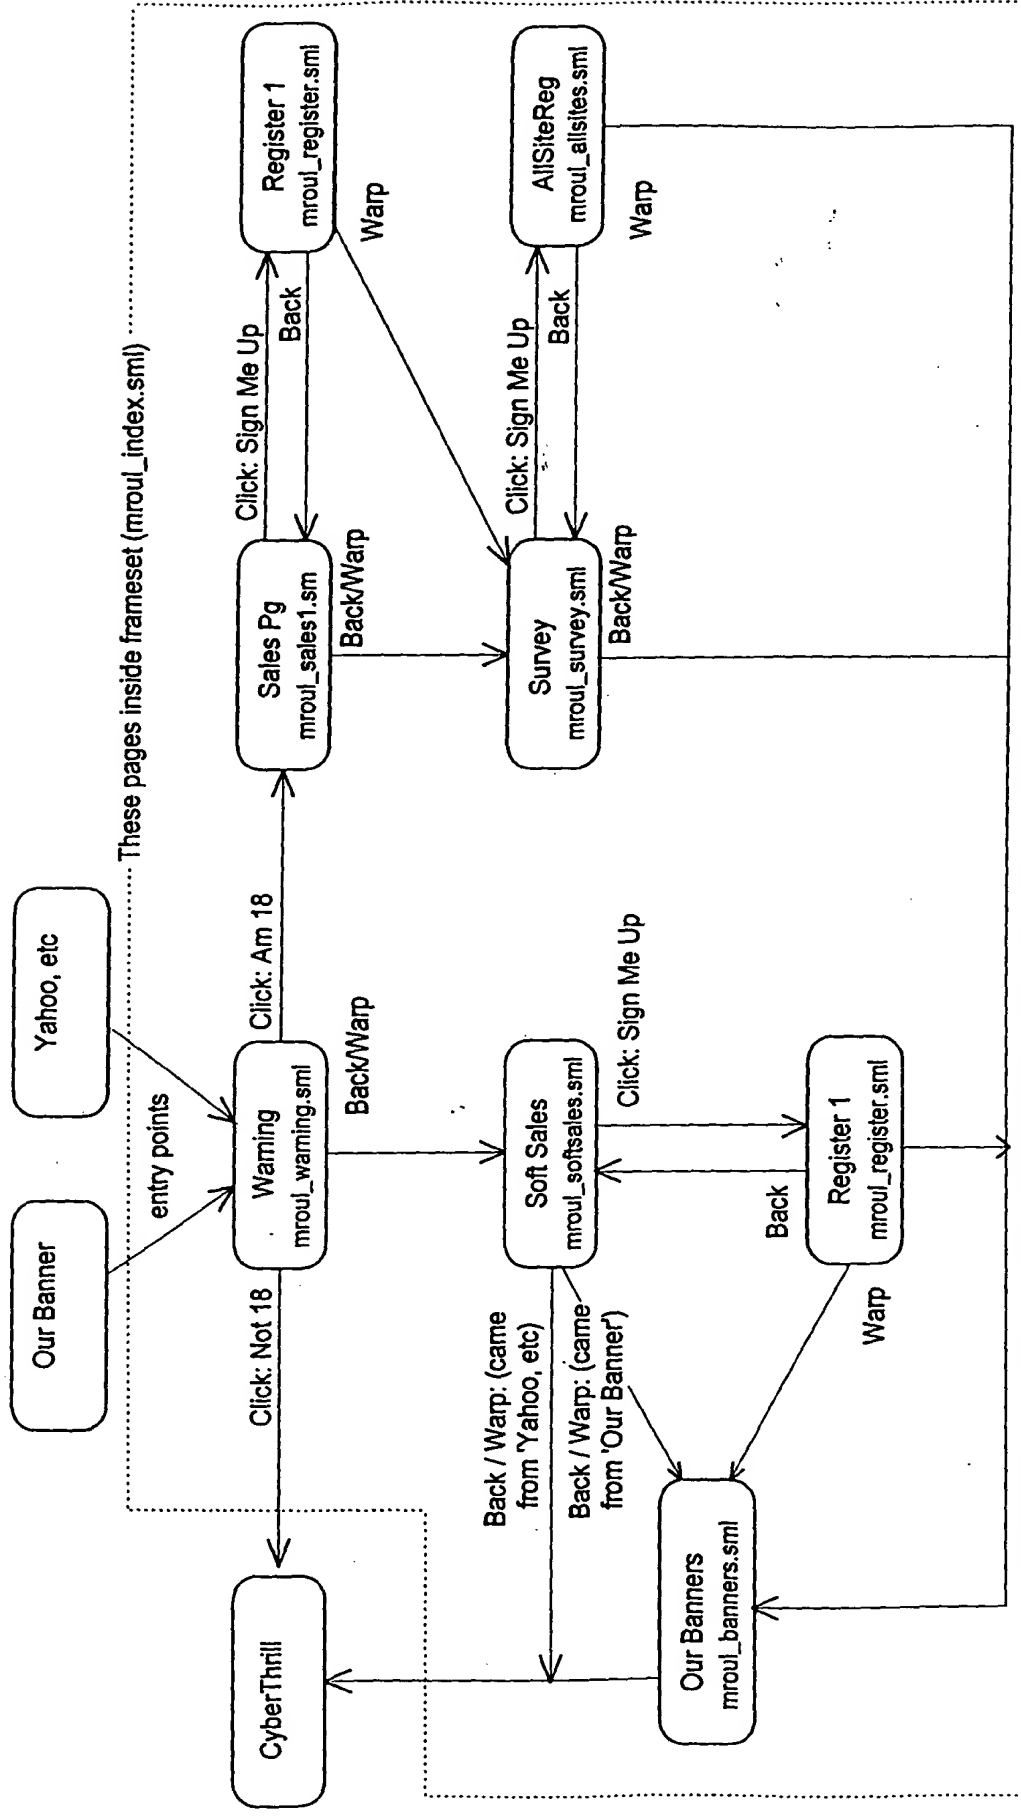 Our Banner
Yahoo, etc
entry points
These pages inside frameset (mroul_index.sml)
CyberThrill
Click: Not 18
Warning
mroul_warning.sml
Click: Am 18
Sales Pg
mroul_sales1.sm
Click: Sign Me Up
Back
Register 1
mroul_register.sml
Back/Warp
Back/Warp
Warp
Back / Warp: (came
from 'Yahoo, etc)
Back / Warp: (came
from 'Our Banner')
Soft Sales
mroul_softsales.sml
Click: Sign Me Up
Survey
mroul_survey.sml
Click: Sign Me Up
Back
AllSiteReg
mroul_allsites.sml
Back/Warp
Warp
Our Banners
mroul_banners.sml
Back
Register 1
mroul_register.sml
Warp